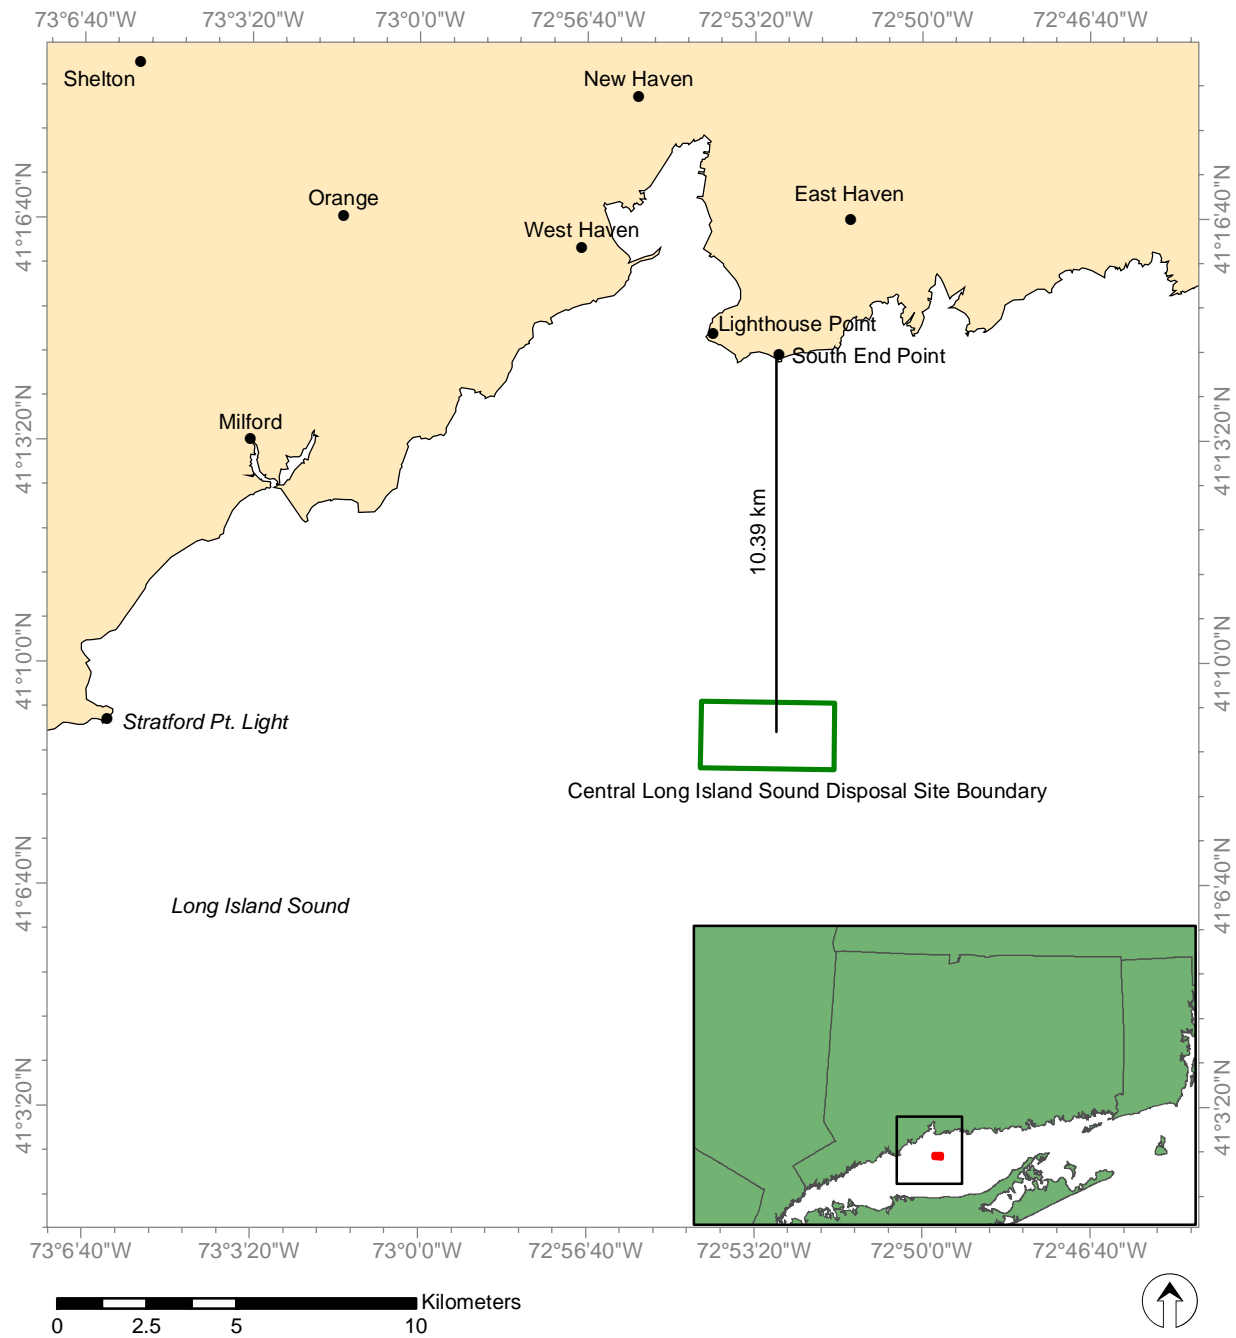 73°6'40"W 73°3'20"W 73°0'0"W 72°56'40"W 72°53'20"W 72°50'0"W 72°46'40"W
Shelton
New Haven
41°16'40"N
Orange
East Haven
41°16'40"N
West Haven
Lighthouse Point
South End Point
41°13'20"N
Milford
41°13'20"N
10.39 km
41°10'0"N
41°10'0"N
Stratford Pt. Light
Central Long Island Sound Disposal Site Boundary
41°6'40"N
41°6'40"N
Long Island Sound
41°3'20"N
41°3'20"N
73°6'40"W 73°3'20"W 73°0'0"W 72°56'40"W 72°53'20"W 72°50'0"W 72°46'40"W
Kilometers
0 2.5 5 10